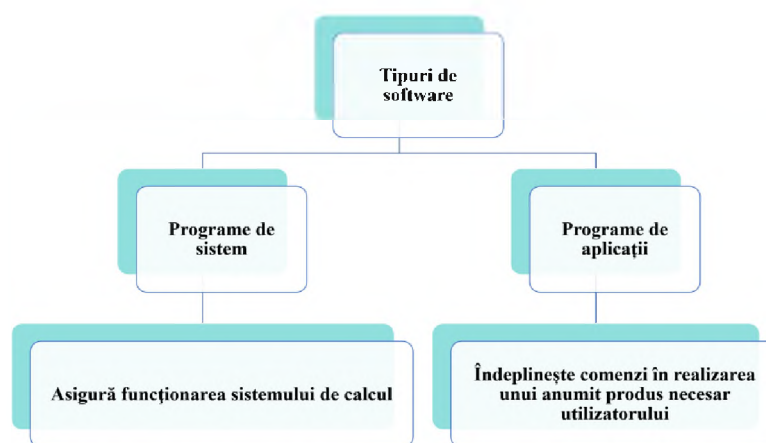 Tipuri de
software
Programe de
sistem
Programe de
aplicații
Asigură funcționarea sistemului de calcul
Îndeplinește comenzi în realizarea
unui anumit produs necesar
utilizatorului